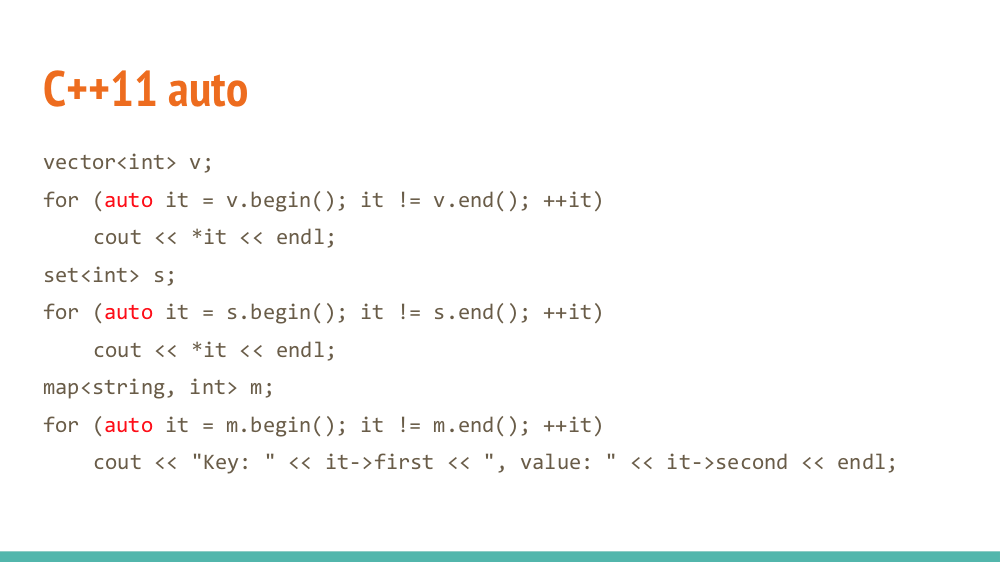 C++11 auto
vector<int> v;
for (auto it = v.begin(); it != v.end(); ++it)
    cout << *it << endl;
set<int> s;
for (auto it = s.begin(); it != s.end(); ++it)
    cout << *it << endl;
map<string, int> m;
for (auto it = m.begin(); it != m.end(); ++it)
    cout << "Key: " << it->first << ", value: " << it->second << endl;